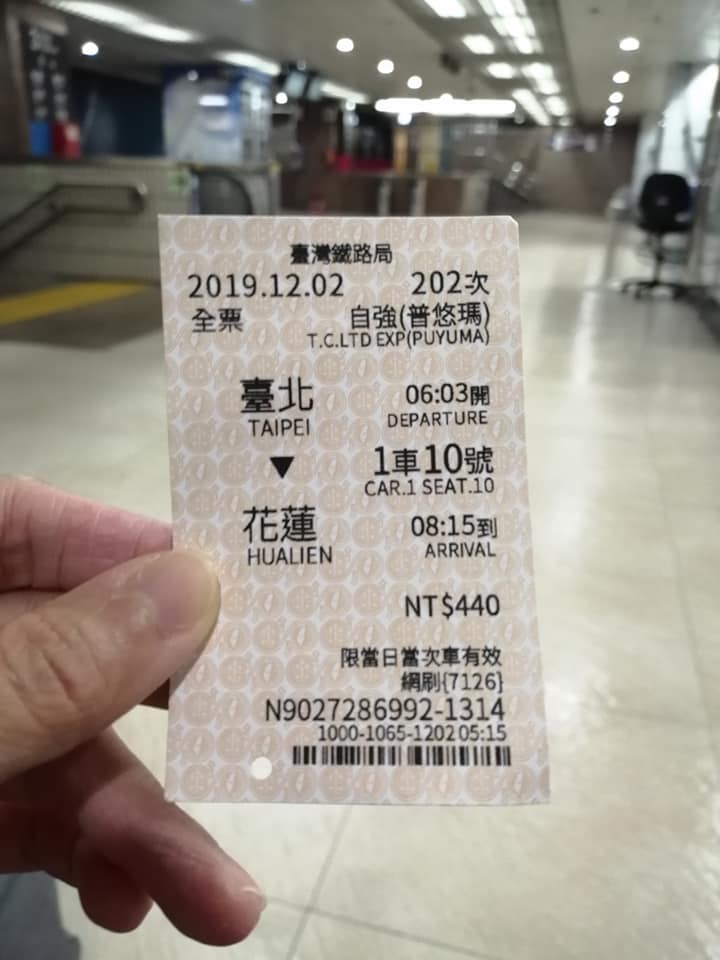 臺灣鐵路局
2019.12.02 202次
全票 自強(普悠瑪)
T.C.LTD EXP(PUYUMA)
臺北 06:03開
TAIPEI DEPARTURE
▼ 1車10號
CAR.1 SEAT.10
花蓮 08:15到
HUALIEN ARRIVAL
NT$440
限當日當次車有效
網刷{7126}
N9027286992-1314
1000-1065-1202 05:15